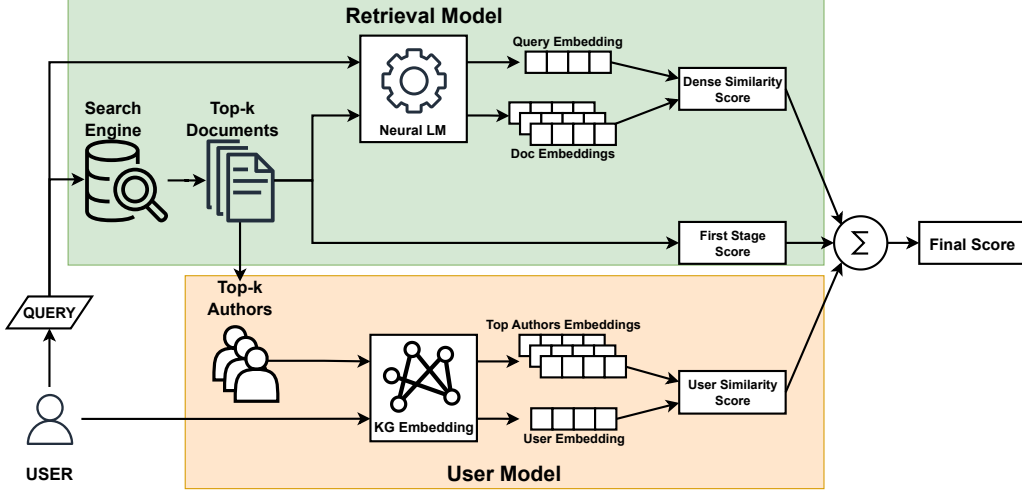 Retrieval Model
Query Embedding
Search
Engine
Top-k
Documents
Neural LM
Doc Embeddings
Dense Similarity
Score
First Stage
Score
Σ
Final Score
QUERY
USER
Top-k
Authors
KG Embedding
Top Authors Embeddings
User Embedding
User Similarity
Score
User Model